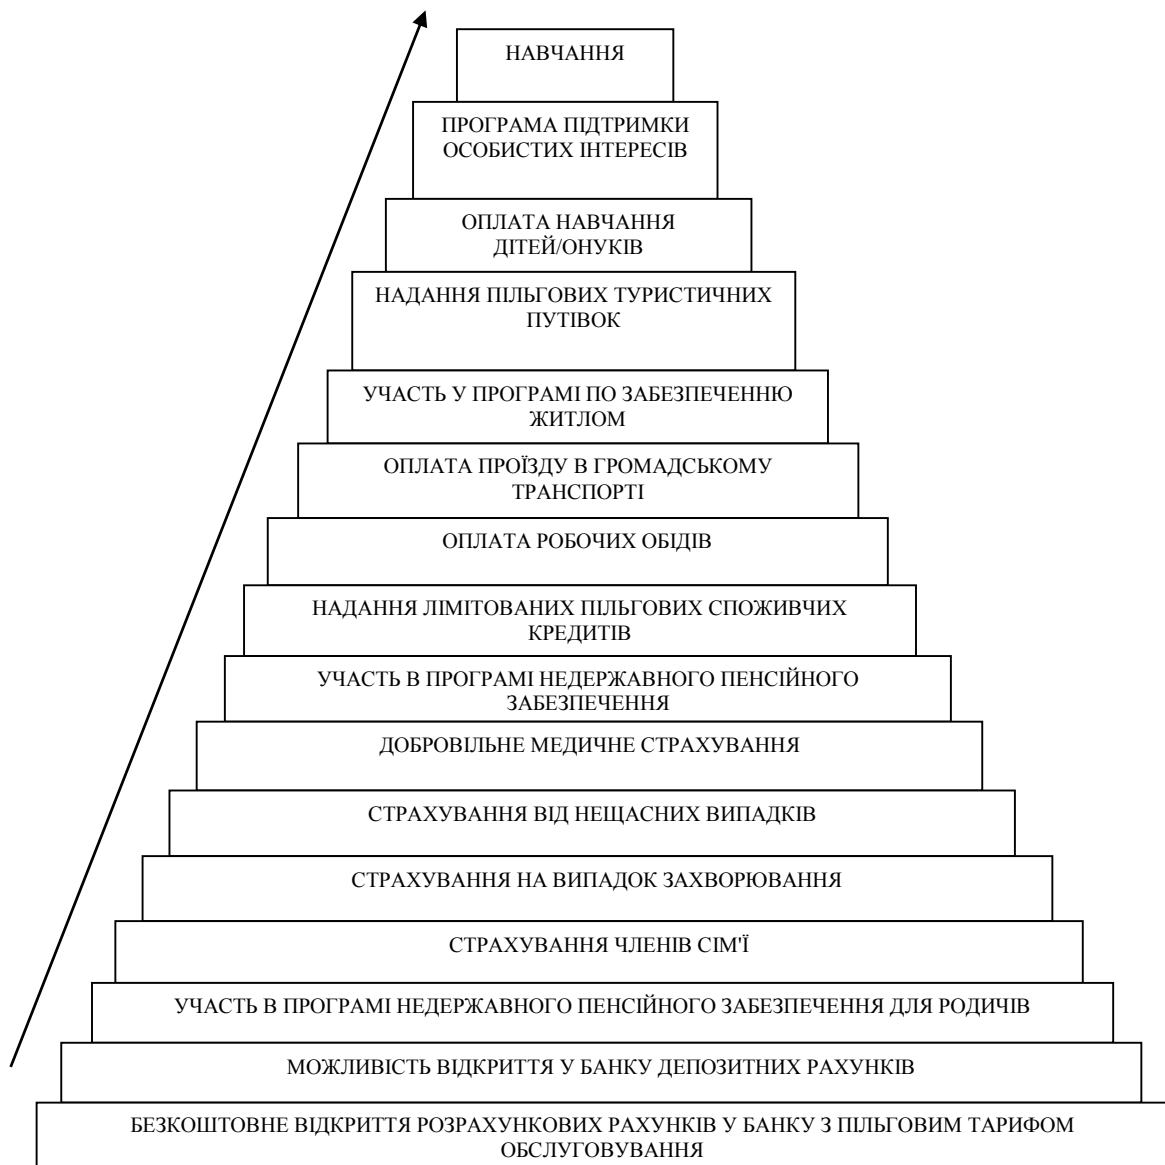 НАВЧАННЯ
ПРОГРАМА ПІДТРИМКИ
ОСОБИСТИХ ІНТЕРЕСІВ
ОПЛАТА НАВЧАННЯ
ДІТЕЙ/ОНУКІВ
НАДАННЯ ПІЛЬГОВИХ ТУРИСТИЧНИХ
ПУТІВОК
УЧАСТЬ У ПРОГРАМІ ПО ЗАБЕЗПЕЧЕННЮ
ЖИТЛОМ
ОПЛАТА ПРОЇЗДУ В ГРОМАДСЬКОМУ
ТРАНСПОРТІ
ОПЛАТА РОБОЧИХ ОБІДІВ
НАДАННЯ ЛІМІТОВАНИХ ПІЛЬГОВИХ СПОЖИВЧИХ
КРЕДИТІВ
УЧАСТЬ В ПРОГРАМІ НЕДЕРЖАВНОГО ПЕНСІЙНОГО
ЗАБЕЗПЕЧЕННЯ
ДОБРОВІЛЬНЕ МЕДИЧНЕ СТРАХУВАННЯ
СТРАХУВАННЯ ВІД НЕЩАСНИХ ВИПАДКІВ
СТРАХУВАННЯ НА ВИПАДОК ЗАХВОРЮВАННЯ
СТРАХУВАННЯ ЧЛЕНІВ СІМ'Ї
УЧАСТЬ В ПРОГРАМІ НЕДЕРЖАВНОГО ПЕНСІЙНОГО ЗАБЕЗПЕЧЕННЯ ДЛЯ РОДИЧІВ
МОЖЛИВІСТЬ ВІДКРИТТЯ У БАНКУ ДЕПОЗИТНИХ РАХУНКІВ
БЕЗКОШТОВНЕ ВІДКРИТТЯ РОЗРАХУНКОВИХ РАХУНКІВ У БАНКУ З ПІЛЬГОВИМ ТАРИФОМ
ОБСЛУГОВУВАННЯ